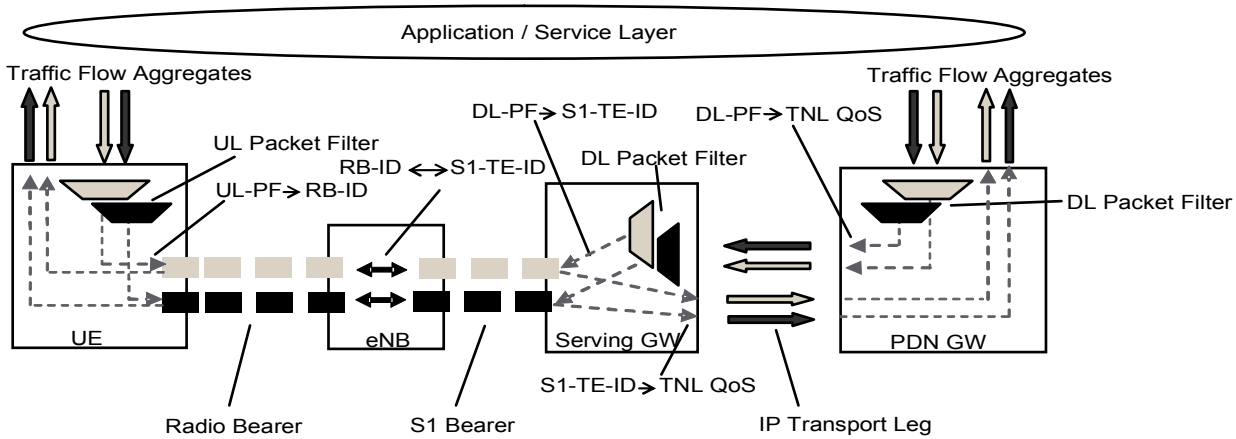 Application / Service Layer
Traffic Flow Aggregates
Traffic Flow Aggregates
DL-PF→S1-TE-ID
DL-PF→TNL QoS
UL Packet Filter
RB-ID ↔S1-TE-ID
DL Packet Filter
UL-PF→RB-ID
DL Packet Filter
UE
eNB
Serving GW
PDN GW
S1-TE-ID→TNL QoS
Radio Bearer
S1 Bearer
IP Transport Leg